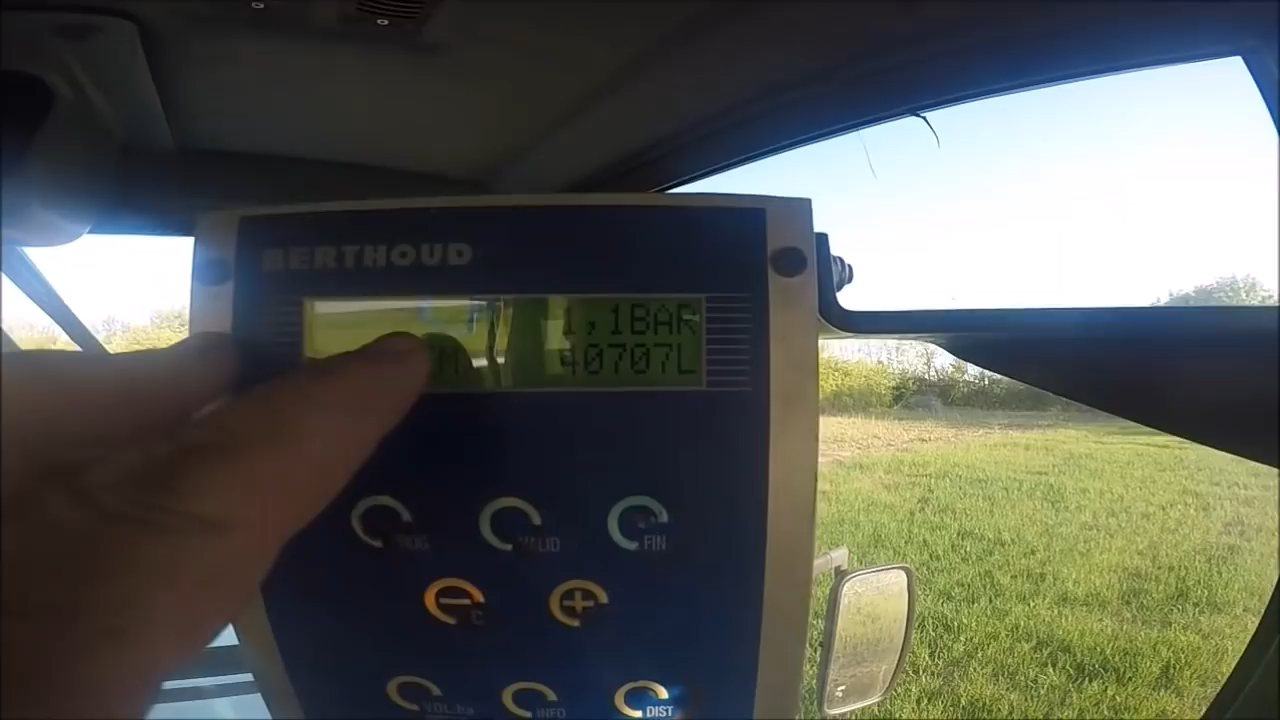 BERTHOUD
1,1BAR
M 40707L
VALID FIN
- C +
VOL/ha INFO DIST